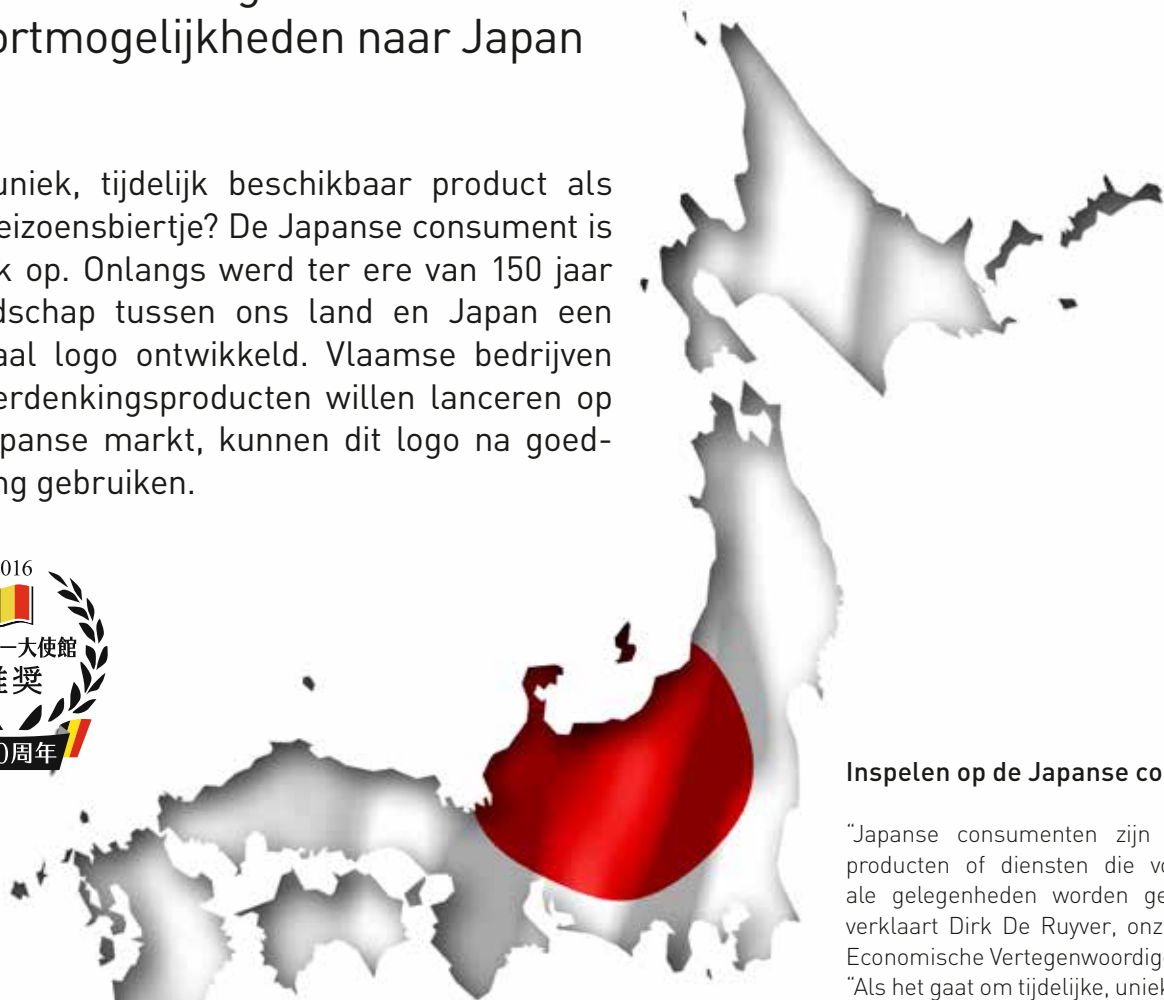 ortmogelijkheden naar Japan
uniek, tijdelijk beschikbaar product als
eizoensbiertje? De Japanse consument is
k op. Onlangs werd ter ere van 150 jaar
dschap tussen ons land en Japan een
aal logo ontwikkeld. Vlaamse bedrijven
erdenkingsproducten willen lanceren op
panse markt, kunnen dit logo na goed-
ng gebruiken.
016
ー大使館
奨
0周年
Inspelen op de Japanse co
“Japanse consumenten zijn
producten of diensten die vo
ale gelegenheden worden ge
verklaart Dirk De Ruyver, onz
Economische Vertegenwoordige
“Als het gaat om tijdelijke, uniek